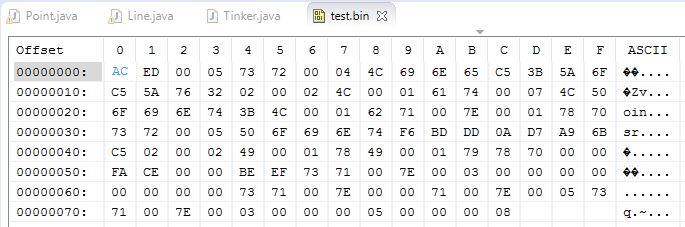 Point.java Line.java Tinker.java test.bin
Offset 0 1 2 3 4 5 6 7 8 9 A B C D E F ASCII
00000000: AC ED 00 05 73 72 00 04 4C 69 6E 65 C5 3B 5A 6F ��....
00000010: C5 5A 76 32 02 00 02 4C 00 01 61 74 00 07 4C 50 �Zv...
00000020: 6F 69 6E 74 3B 4C 00 01 62 71 00 7E 00 01 78 70 oin...
00000030: 73 72 00 05 50 6F 69 6E 74 F6 BD DD 0A D7 A9 6B sr....
00000040: C5 02 00 02 49 00 01 78 49 00 01 79 78 70 00 00 �.....
00000050: FA CE 00 00 BE EF 73 71 00 7E 00 03 00 00 00 00 ��....
00000060: 00 00 00 00 73 71 00 7E 00 00 71 00 7E 00 05 73 ......
00000070: 71 00 7E 00 03 00 00 00 05 00 00 00 08 q.~...